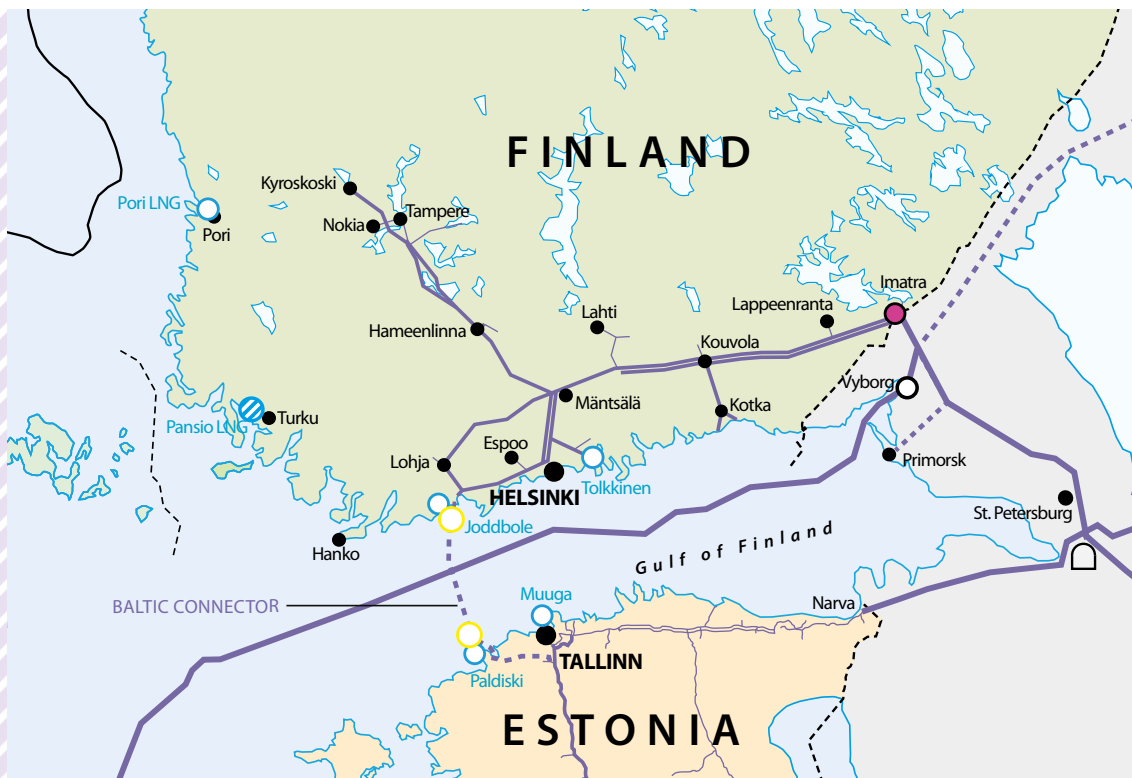 FINLAND
Kyroskoski
Pori LNG
Tampere
Nokia
Pori
Imatra
Lappeenranta
Lahti
Hameenlinna
Kouvola
Vyborg
Mäntsälä
Kotka
Pansio LNG
Turku
Espoo
Lohja
Primorsk
Tolkkinen
HELSINKI
St. Petersburg
Joddbole
Gulf of Finland
Hanko
Muuga
Narva
BALTIC CONNECTOR
TALLINN
Paldiski
ESTONIA